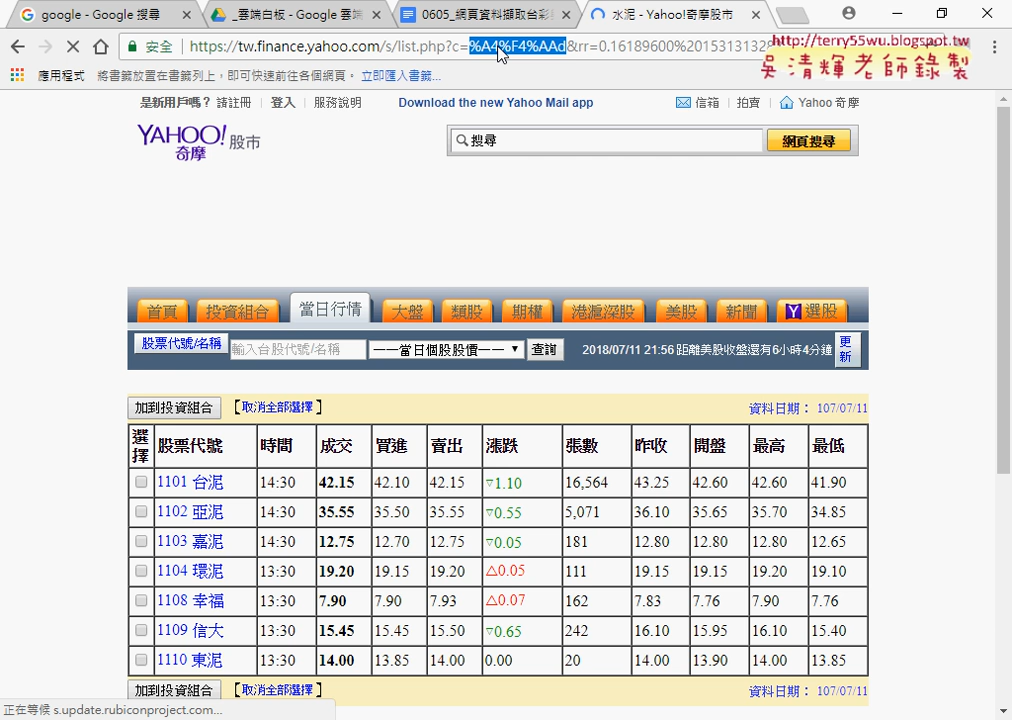 google - Google 搜尋
_雲端白板 - Google 雲端
0605_網頁資料擷取台彩
水泥 - Yahoo!奇摩股市
安全
https://tw.finance.yahoo.com/s/list.php?c=%A4%F4%AAd&rr=0.16189600%20153131328
http://terry55wu.blogspot.tw
吳清輝老師錄製
應用程式
將書籤放置在書籤列上，即可快速前往各個網頁。
立即匯入書籤...
是新用戶嗎？ 請註冊 | 登入 | 服務說明
Download the new Yahoo Mail app
信箱 | 拍賣 | Yahoo 奇摩
YAHOO! 股市
奇摩
搜尋
網頁搜尋
首頁 投資組合 當日行情 大盤 類股 期權 港滬深股 美股 新聞 Y 選股
股票代號/名稱 輸入台股代號/名稱 ——當日個股股價—— ▼ 查詢 2018/07/11 21:56 距離美股收盤還有6小時4分鐘 更新
加到投資組合 【取消全部選擇】 資料日期： 107/07/11
選擇 股票代號 時間 成交 買進 賣出 漲跌 張數 昨收 開盤 最高 最低
1101 台泥 14:30 42.15 42.10 42.15 ▽1.10 16,564 43.25 42.60 42.60 41.90
1102 亞泥 14:30 35.55 35.50 35.55 ▽0.55 5,071 36.10 35.65 35.70 34.85
1103 嘉泥 14:30 12.75 12.70 12.75 ▽0.05 181 12.80 12.80 12.80 12.65
1104 環泥 13:30 19.20 19.15 19.20 △0.05 111 19.15 19.15 19.20 19.10
1108 幸福 13:30 7.90 7.90 7.93 △0.07 162 7.83 7.76 7.90 7.76
1109 信大 13:30 15.45 15.45 15.50 ▽0.65 242 16.10 15.95 16.10 15.40
1110 東泥 13:30 14.00 13.85 14.00 0.00 20 14.00 13.90 14.00 13.85
加到投資組合 【取消全部選擇】 資料日期： 107/07/11
正在等候 s.update.rubiconproject.com...